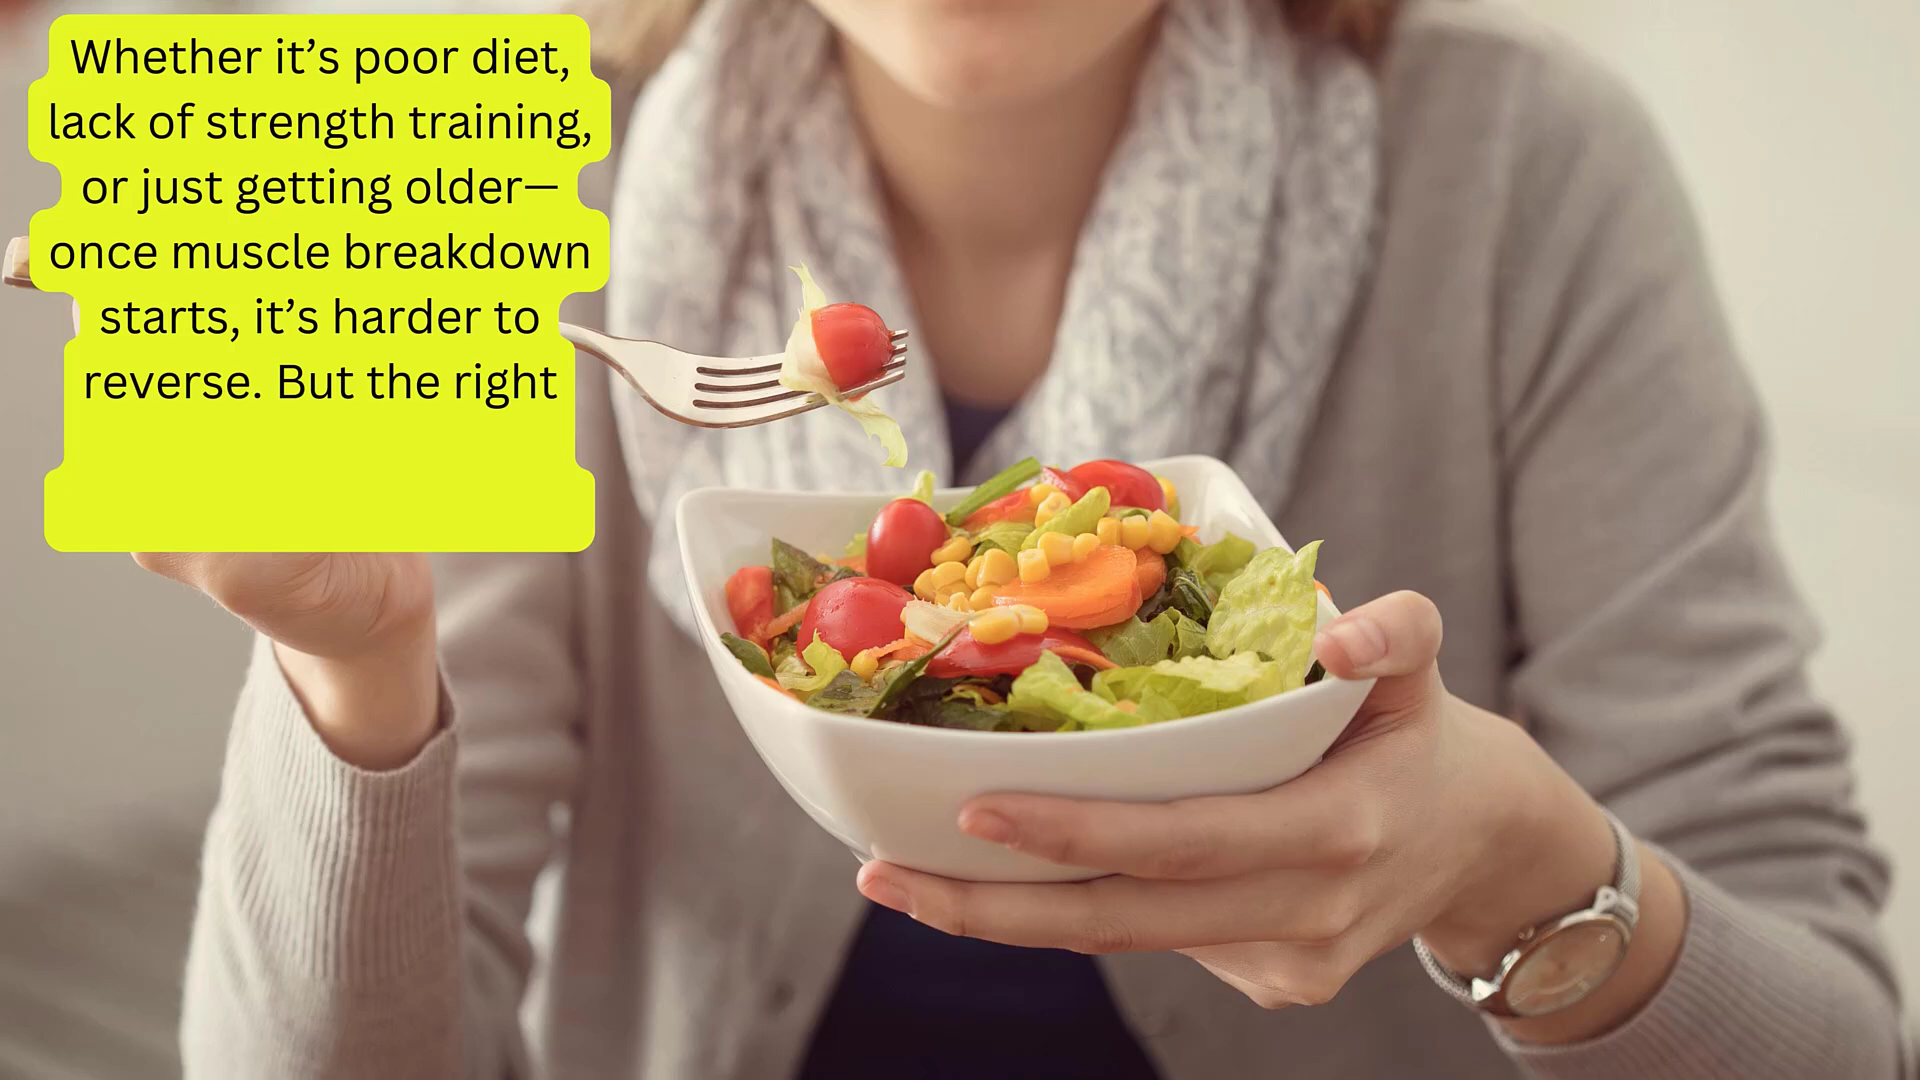 Whether it’s poor diet,
lack of strength training,
or just getting older—
once muscle breakdown
starts, it’s harder to
reverse. But the right